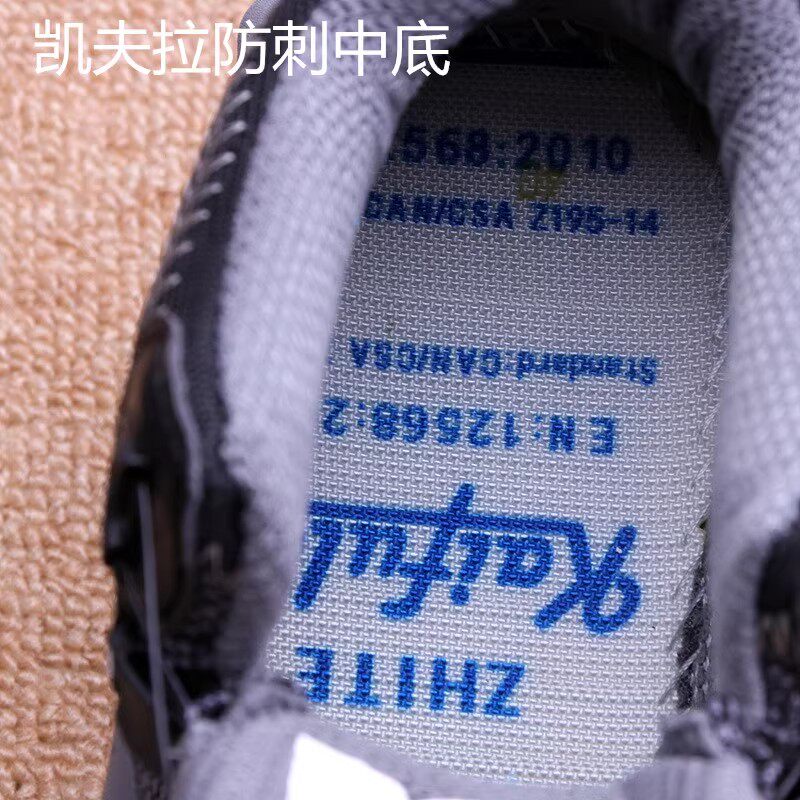 凯夫拉防刺中底
.568:2010
CAN/CSA Z195-14
Standard:CAN/CSA
EN:12568:2
Kaiful
ZHITE